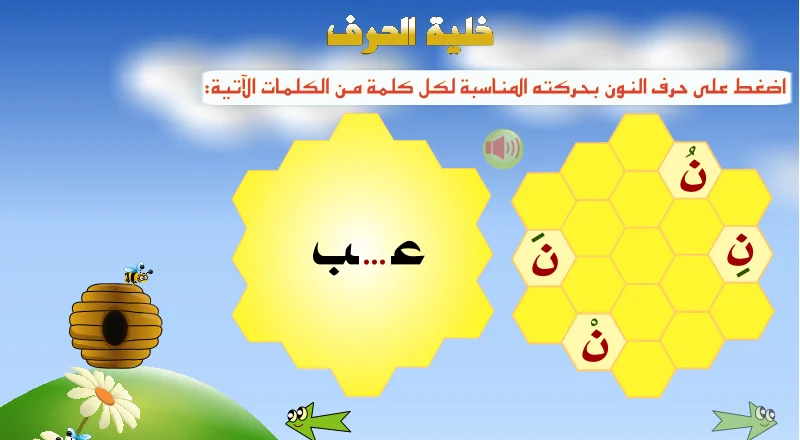 خلية الحرف
اضغط على حرف النون بحركته المناسبة لكل كلمة من الكلمات الآتية:
عـ...ـب
نُ
نَ
نِ
نْ